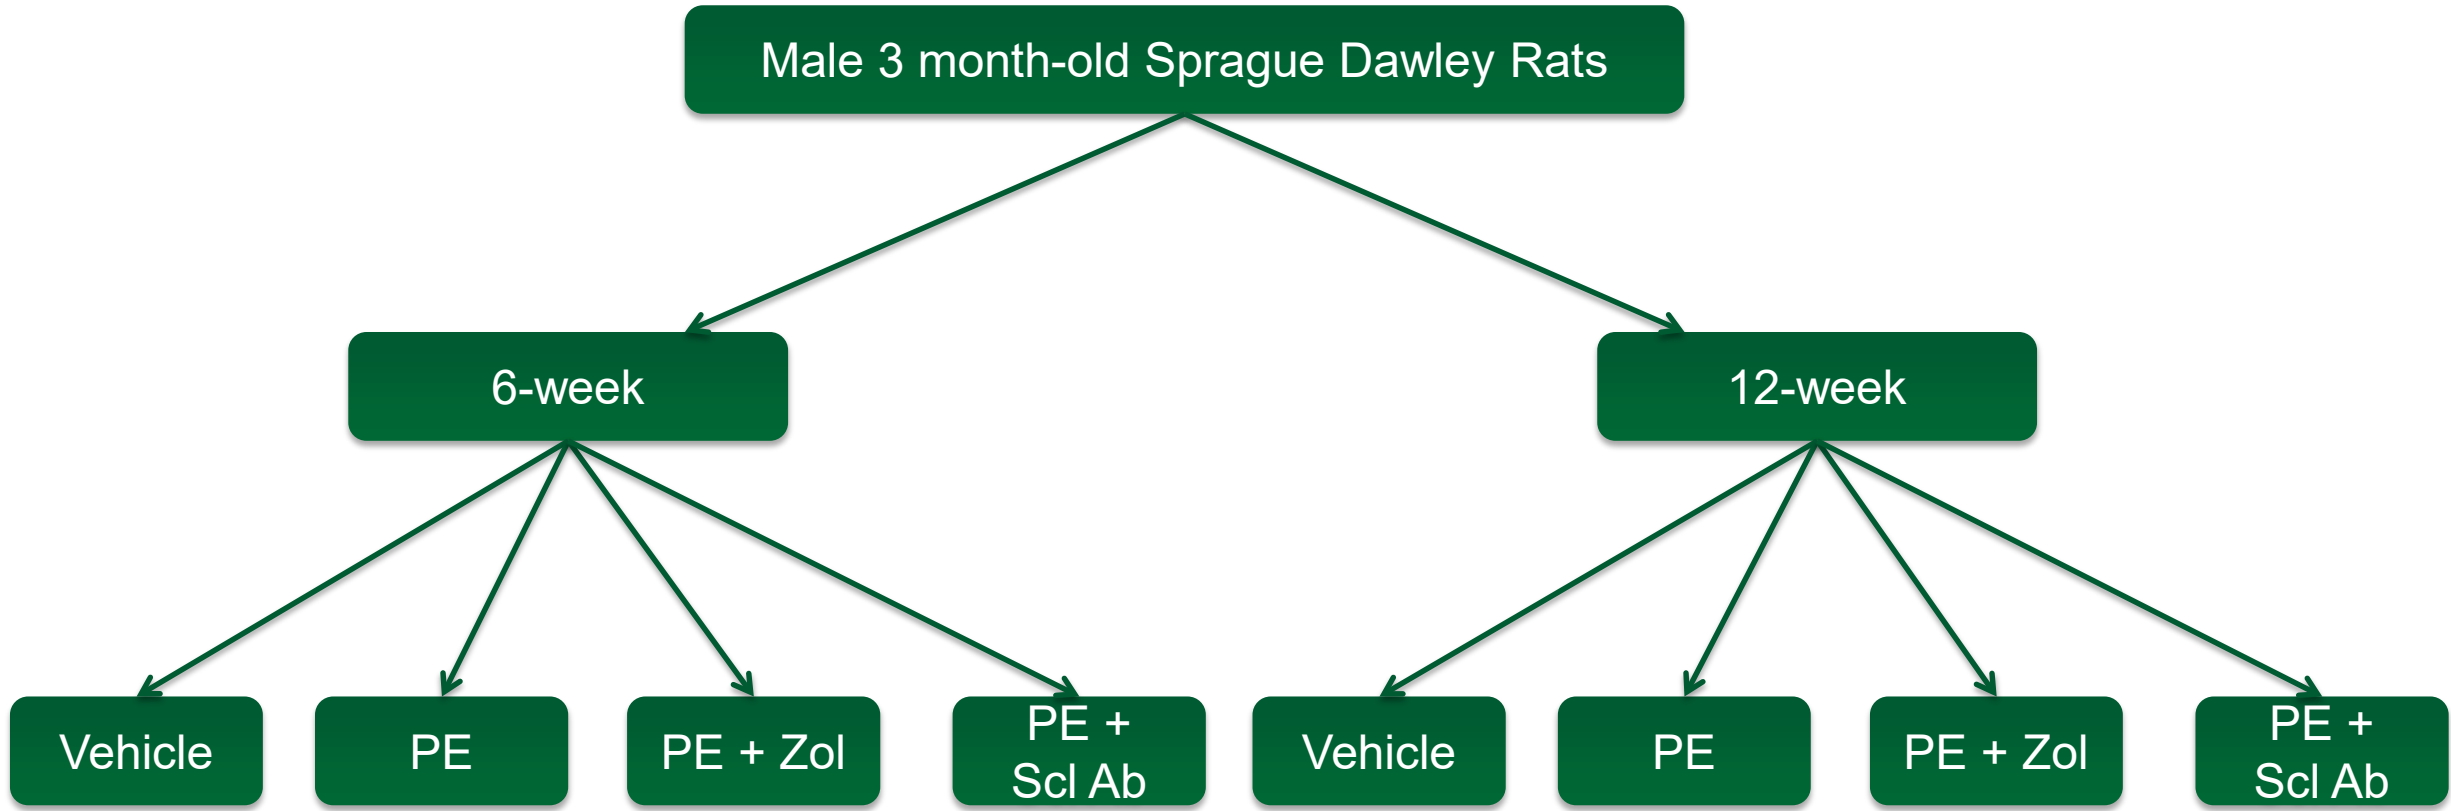 Male 3 month-old Sprague Dawley Rats
6-week
12-week
Vehicle
PE
PE + Zol
PE +
Scl Ab
Vehicle
PE
PE + Zol
PE +
Scl Ab